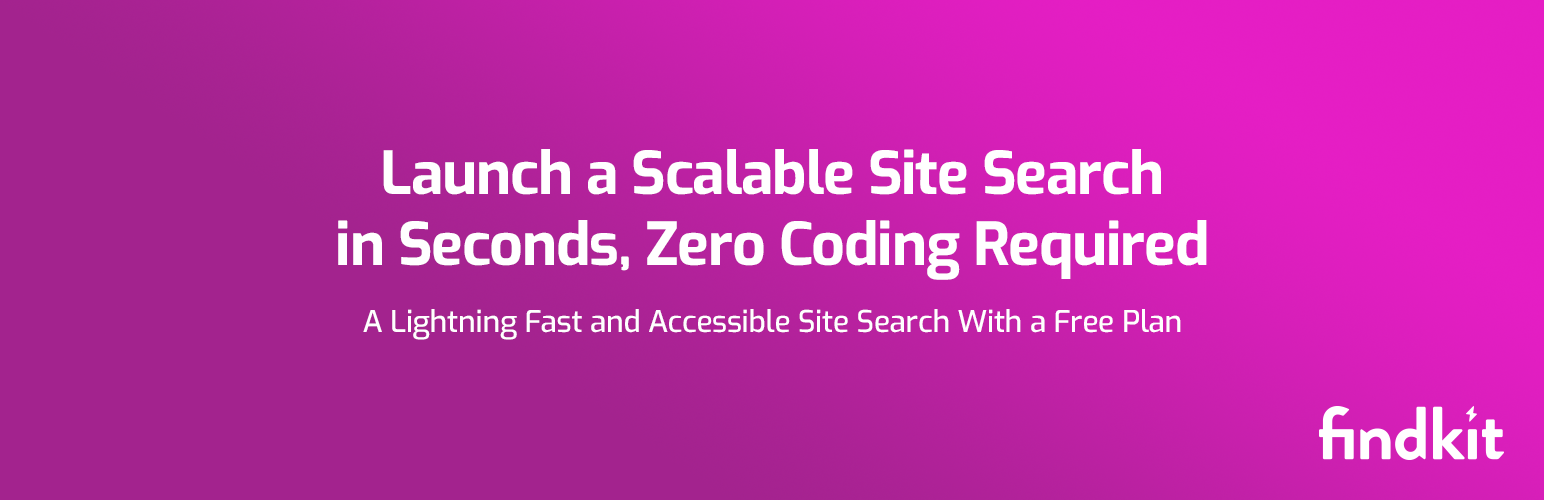 Launch a Scalable Site Search
in Seconds, Zero Coding Required
A Lightning Fast and Accessible Site Search With a Free Plan
findkit